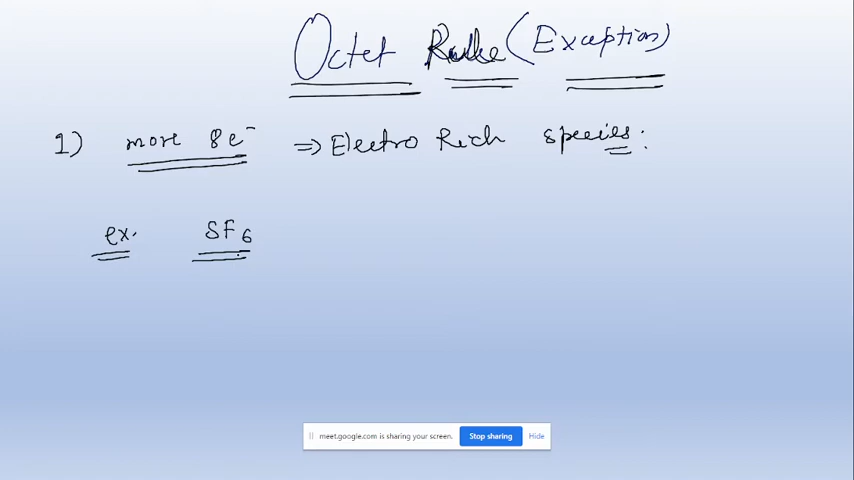 Octet Rule (Exception)
1) more 8e⁻ ⇒ Electro Rich species:
ex. SF₆
meet.google.com is sharing your screen. Stop sharing Hide